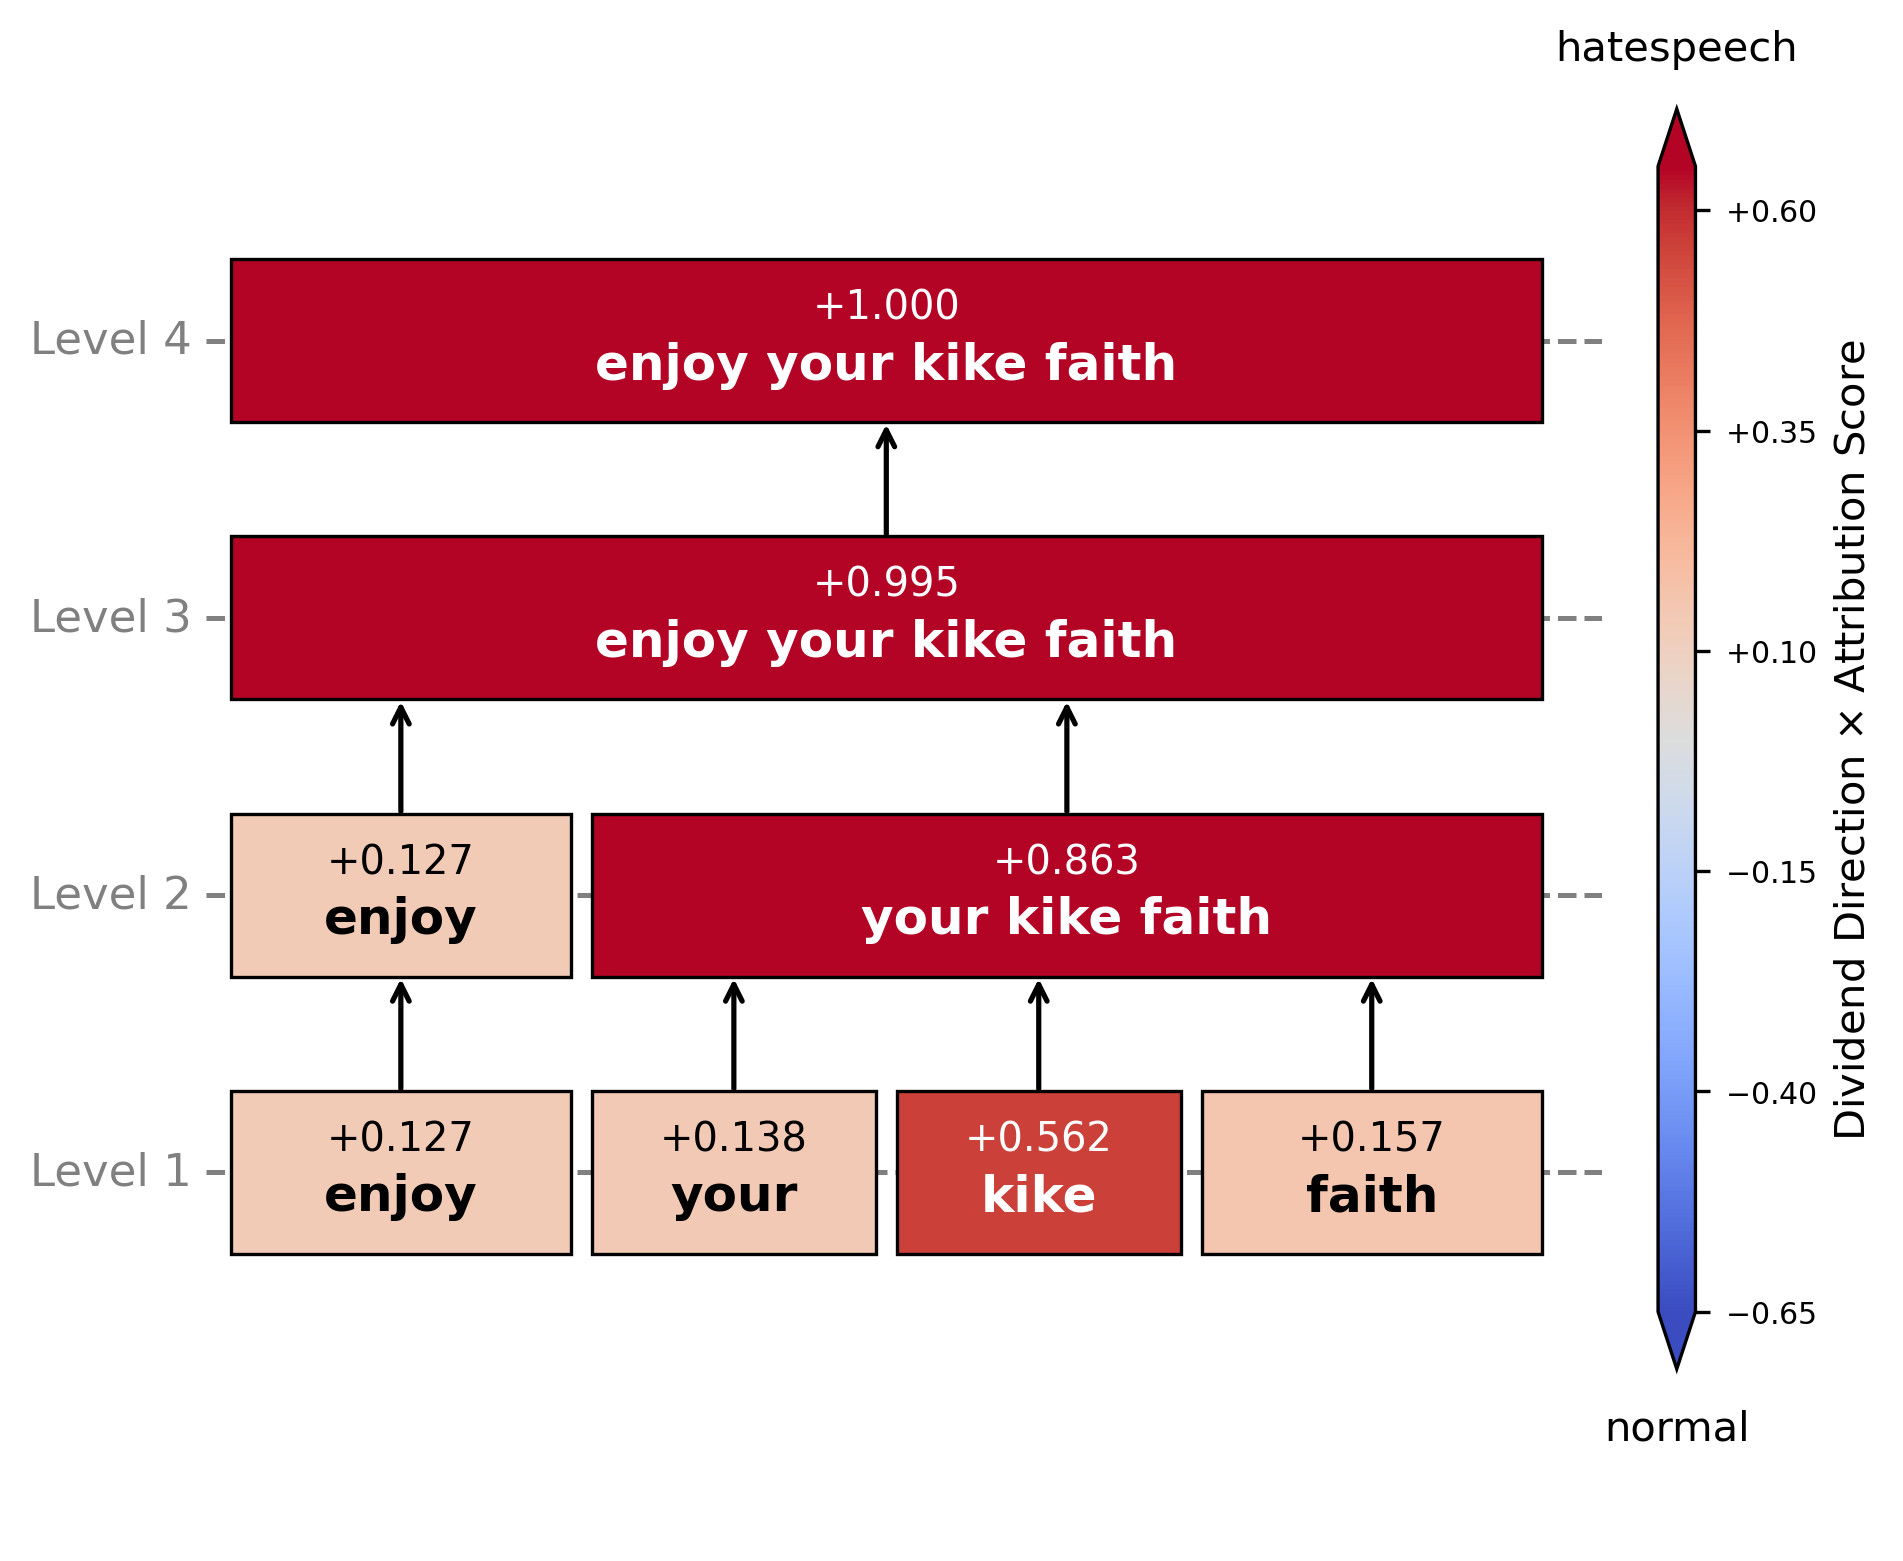 hatespeech
+0.60
+0.35
+0.10
−0.15
−0.40
−0.65
normal
Dividend Direction × Attribution Score
Level 4
+1.000
enjoy your kike faith
Level 3
+0.995
enjoy your kike faith
Level 2
+0.127
enjoy
+0.863
your kike faith
Level 1
+0.127
enjoy
+0.138
your
+0.562
kike
+0.157
faith